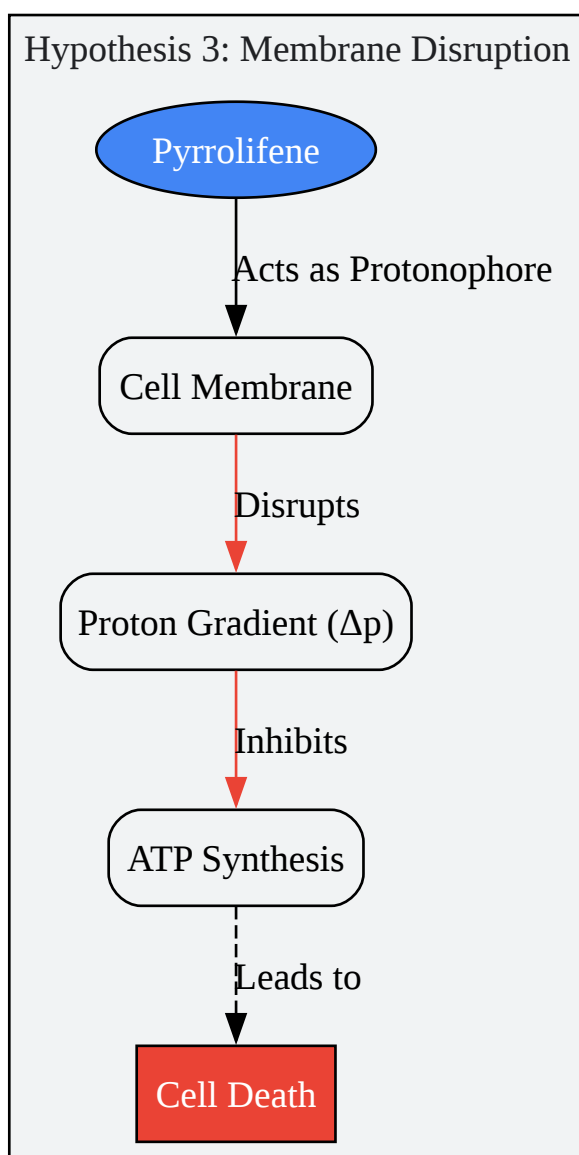 Hypothesis 3: Membrane Disruption
Pyrrolifene
Acts as Protonophore
Cell Membrane
Disrupts
Proton Gradient (Δp)
Inhibits
ATP Synthesis
Leads to
Cell Death